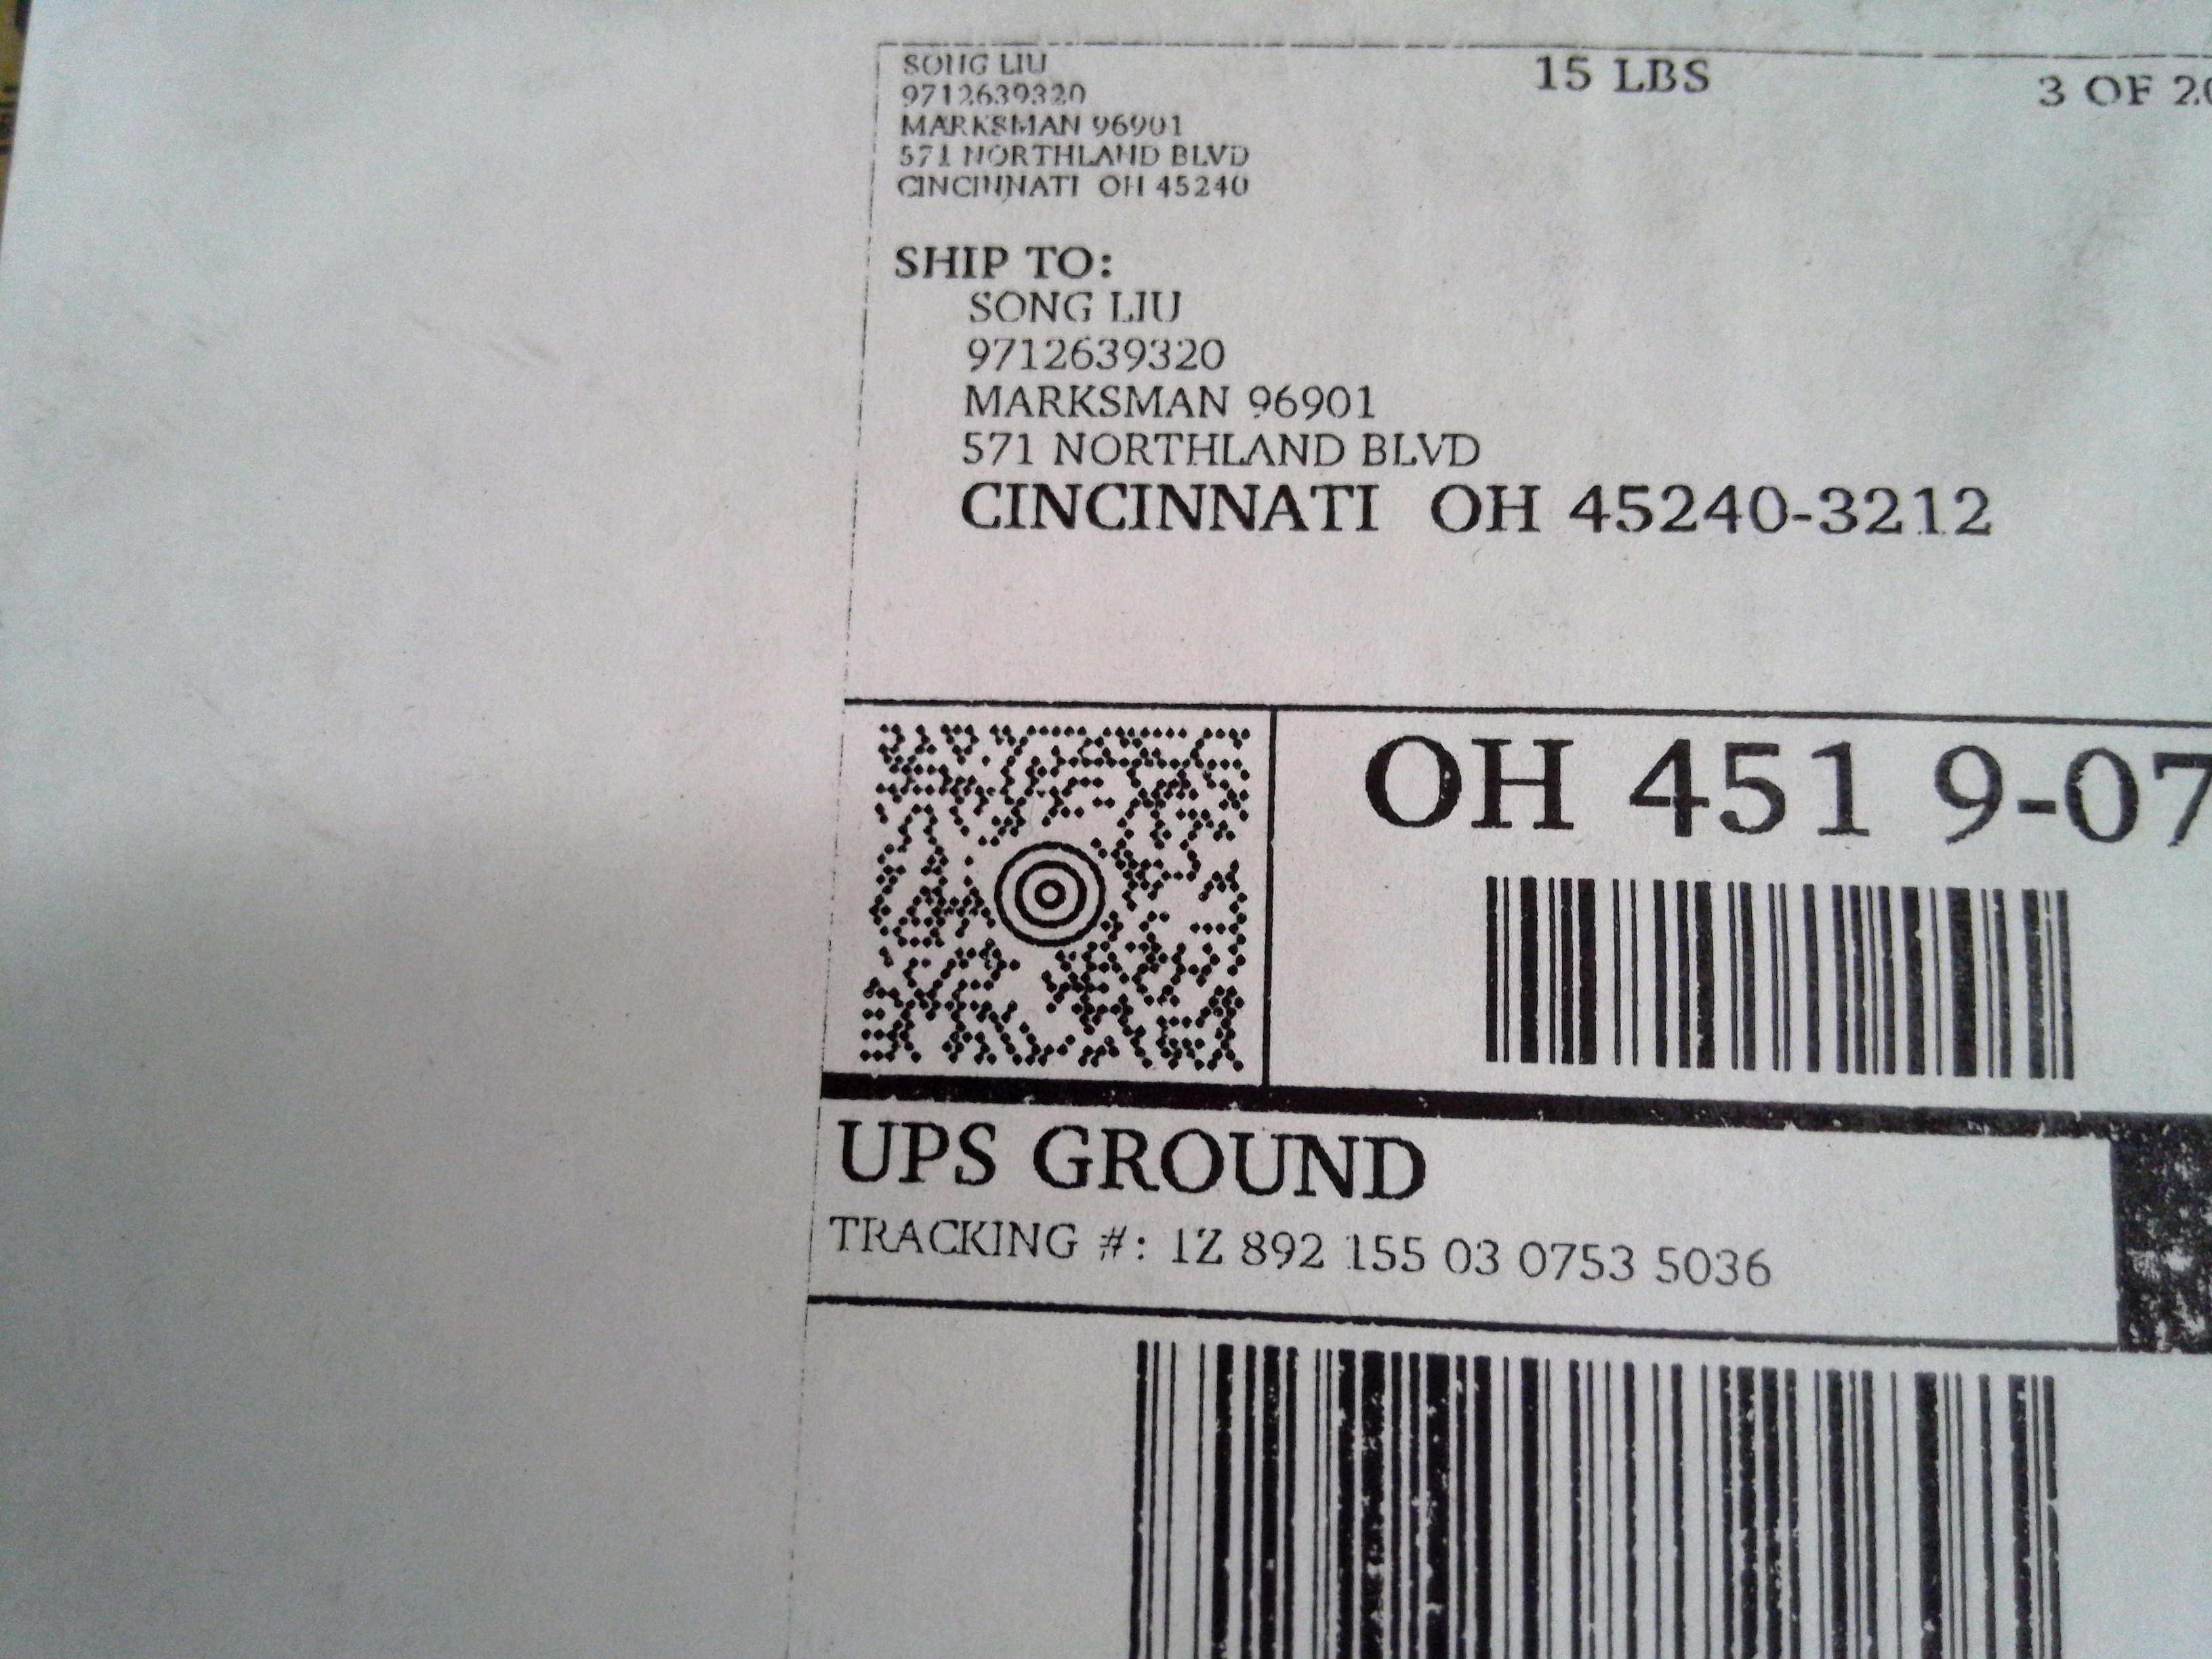 SONG LIU
9712639320
MARKSMAN 96901
571 NORTHLAND BLVD
CINCINNATI OH 45240
15 LBS
3 OF
SHIP TO:
SONG LIU
9712639320
MARKSMAN 96901
571 NORTHLAND BLVD
CINCINNATI OH 45240-3212
OH 451 9-07
UPS GROUND
TRACKING #: 1Z 892 155 03 0753 5036